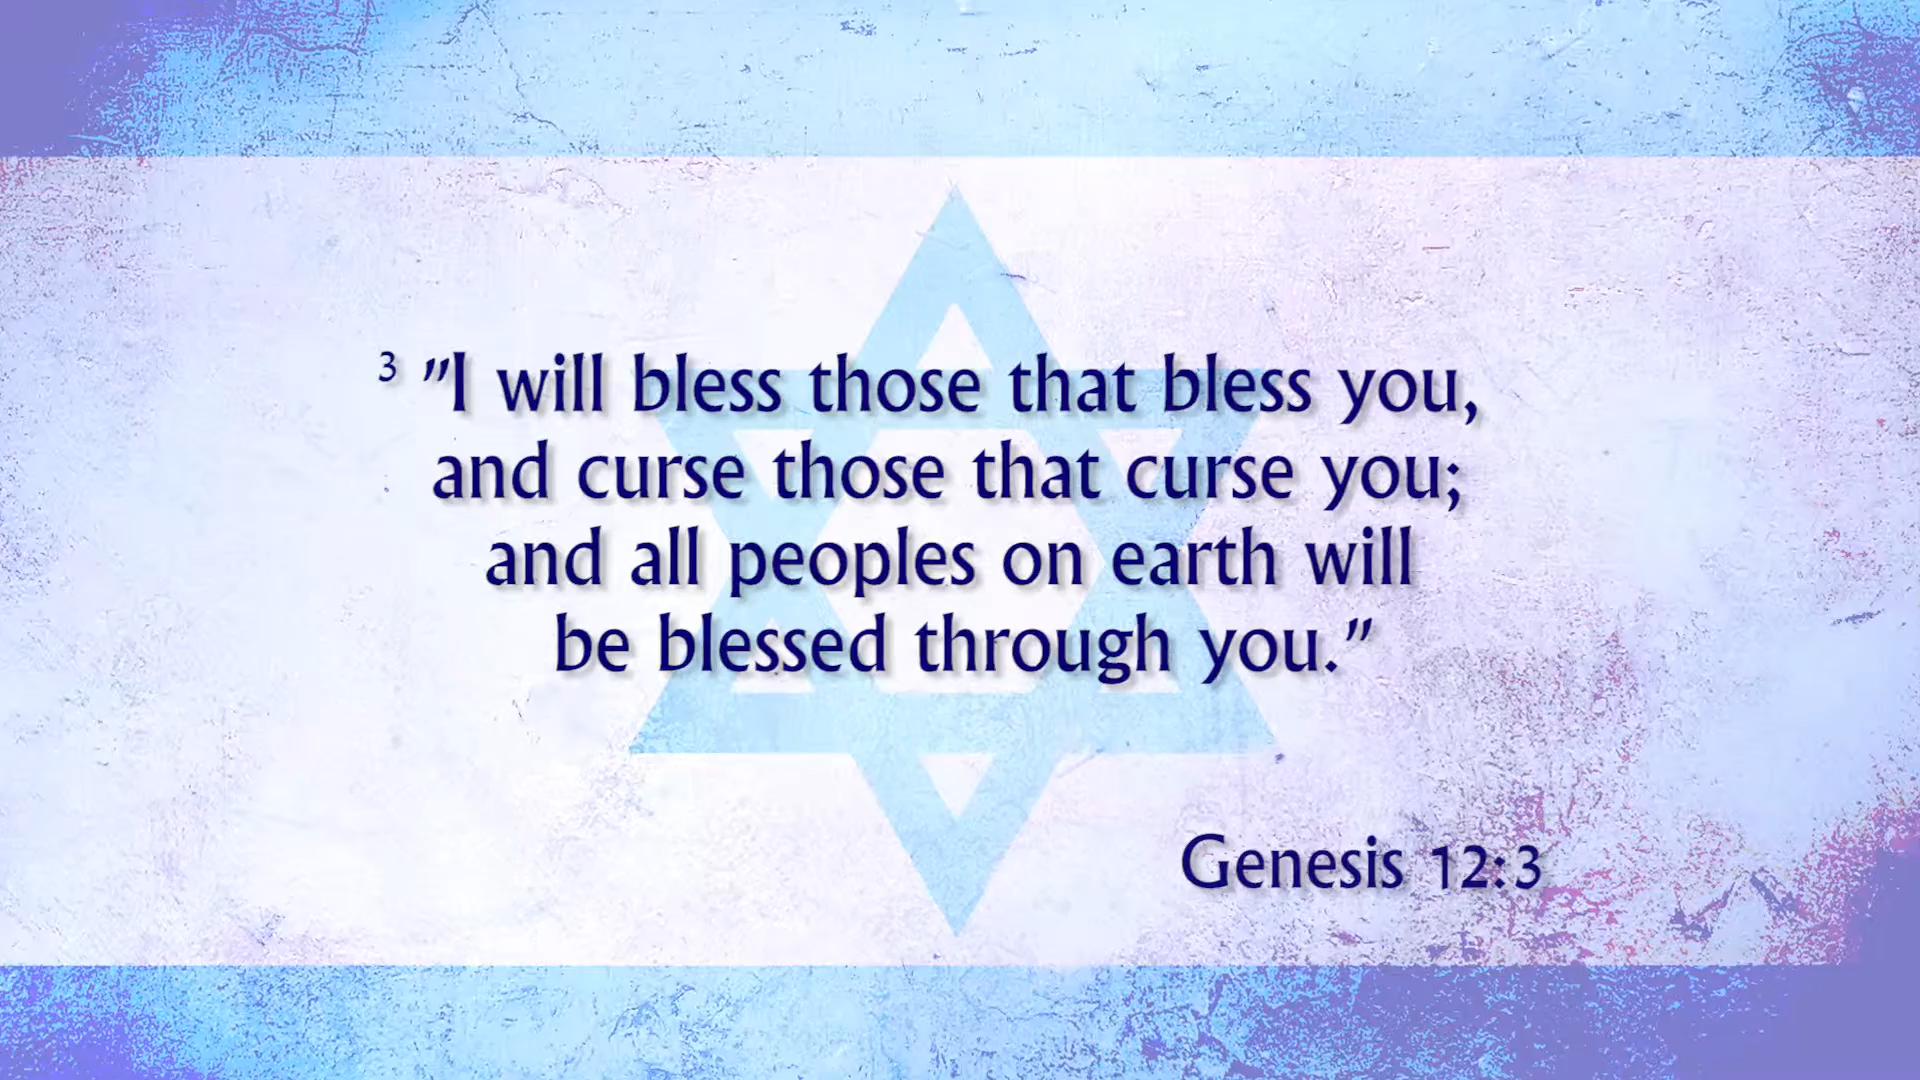 3 "I will bless those that bless you,
and curse those that curse you;
and all peoples on earth will
be blessed through you."
Genesis 12:3